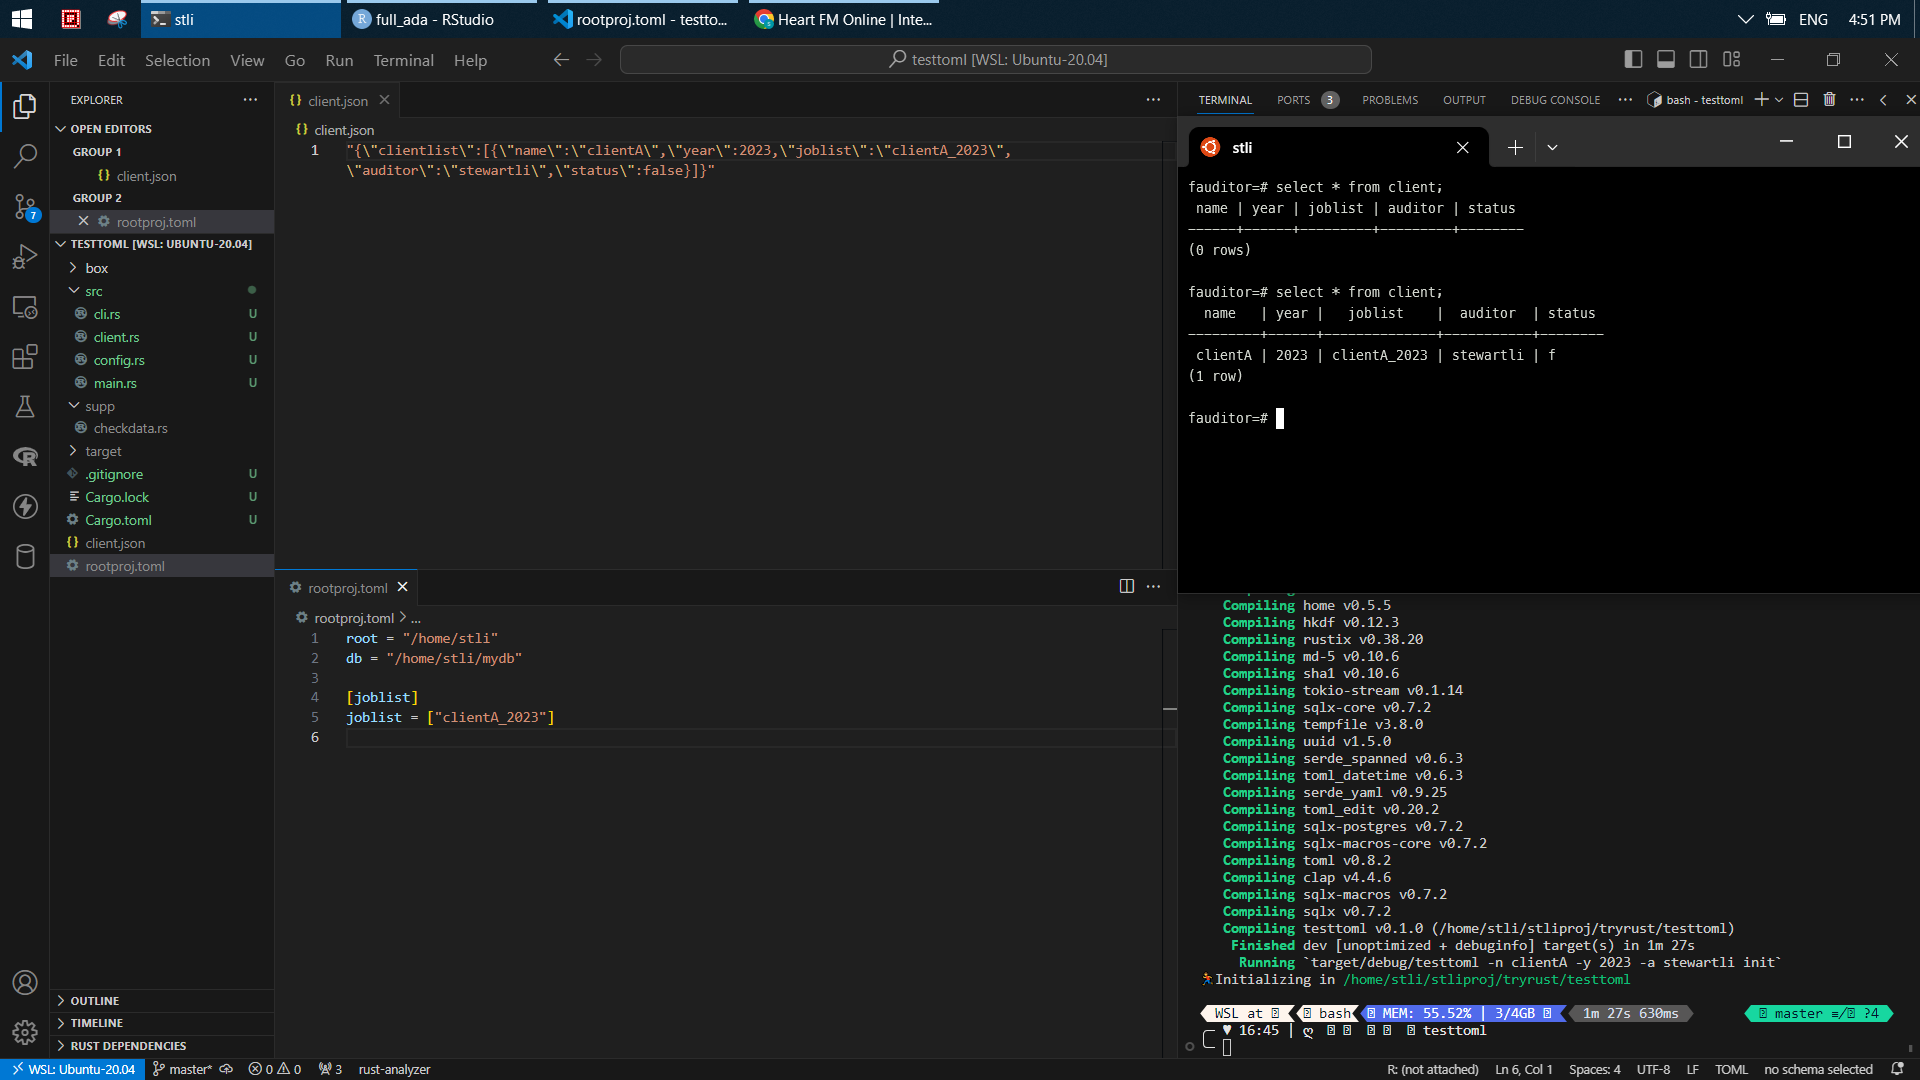 stli
full_ada - RStudio
rootproj.toml - testto...
Heart FM Online | Inte...
ENG
4:51 PM
File Edit Selection View Go Run Terminal Help
testtoml [WSL: Ubuntu-20.04]
EXPLORER
OPEN EDITORS
GROUP 1
client.json
GROUP 2
rootproj.toml
TESTTOML [WSL: UBUNTU-20.04]
box
src
cli.rs U
client.rs U
config.rs U
main.rs U
supp
checkdata.rs
target
.gitignore U
Cargo.lock U
Cargo.toml U
client.json
rootproj.toml
OUTLINE
TIMELINE
RUST DEPENDENCIES
7
{} client.json
{} client.json
1 "{\"clientlist\":[{\"name\":\"clientA\",\"year\":2023,\"joblist\":\"clientA_2023\",
\"auditor\":\"stewartli\",\"status\":false}]}"
rootproj.toml
rootproj.toml > ...
1 root = "/home/stli"
2 db = "/home/stli/mydb"
3
4 [joblist]
5 joblist = ["clientA_2023"]
6
TERMINAL PORTS 3 PROBLEMS OUTPUT DEBUG CONSOLE ... bash - testtoml
stli
fauditor=# select * from client;
name | year | joblist | auditor | status
------+------+---------+---------+--------
(0 rows)
fauditor=# select * from client;
name | year | joblist | auditor | status
---------+------+--------------+-----------+--------
clientA | 2023 | clientA_2023 | stewartli | f
(1 row)
fauditor=#
Compiling home v0.5.5
Compiling hkdf v0.12.3
Compiling rustix v0.38.20
Compiling md-5 v0.10.6
Compiling sha1 v0.10.6
Compiling tokio-stream v0.1.14
Compiling sqlx-core v0.7.2
Compiling tempfile v3.8.0
Compiling uuid v1.5.0
Compiling serde_spanned v0.6.3
Compiling toml_datetime v0.6.3
Compiling serde_yaml v0.9.25
Compiling toml_edit v0.20.2
Compiling sqlx-postgres v0.7.2
Compiling sqlx-macros-core v0.7.2
Compiling toml v0.8.2
Compiling clap v4.4.6
Compiling sqlx-macros v0.7.2
Compiling sqlx v0.7.2
Compiling testtoml v0.1.0 (/home/stli/stliproj/tryrust/testtoml)
Finished dev [unoptimized + debuginfo] target(s) in 1m 27s
Running `target/debug/testtoml -n clientA -y 2023 -a stewartli init`
Initializing in /home/stli/stliproj/tryrust/testtoml
WSL at bash MEM: 55.52% | 3/4GB 1m 27s 630ms master ≡/ ?4
♥ 16:45 | ღ testtoml
WSL: Ubuntu-20.04 master* 0 0 3 rust-analyzer
R: (not attached) Ln 6, Col 1 Spaces: 4 UTF-8 LF TOML no schema selected